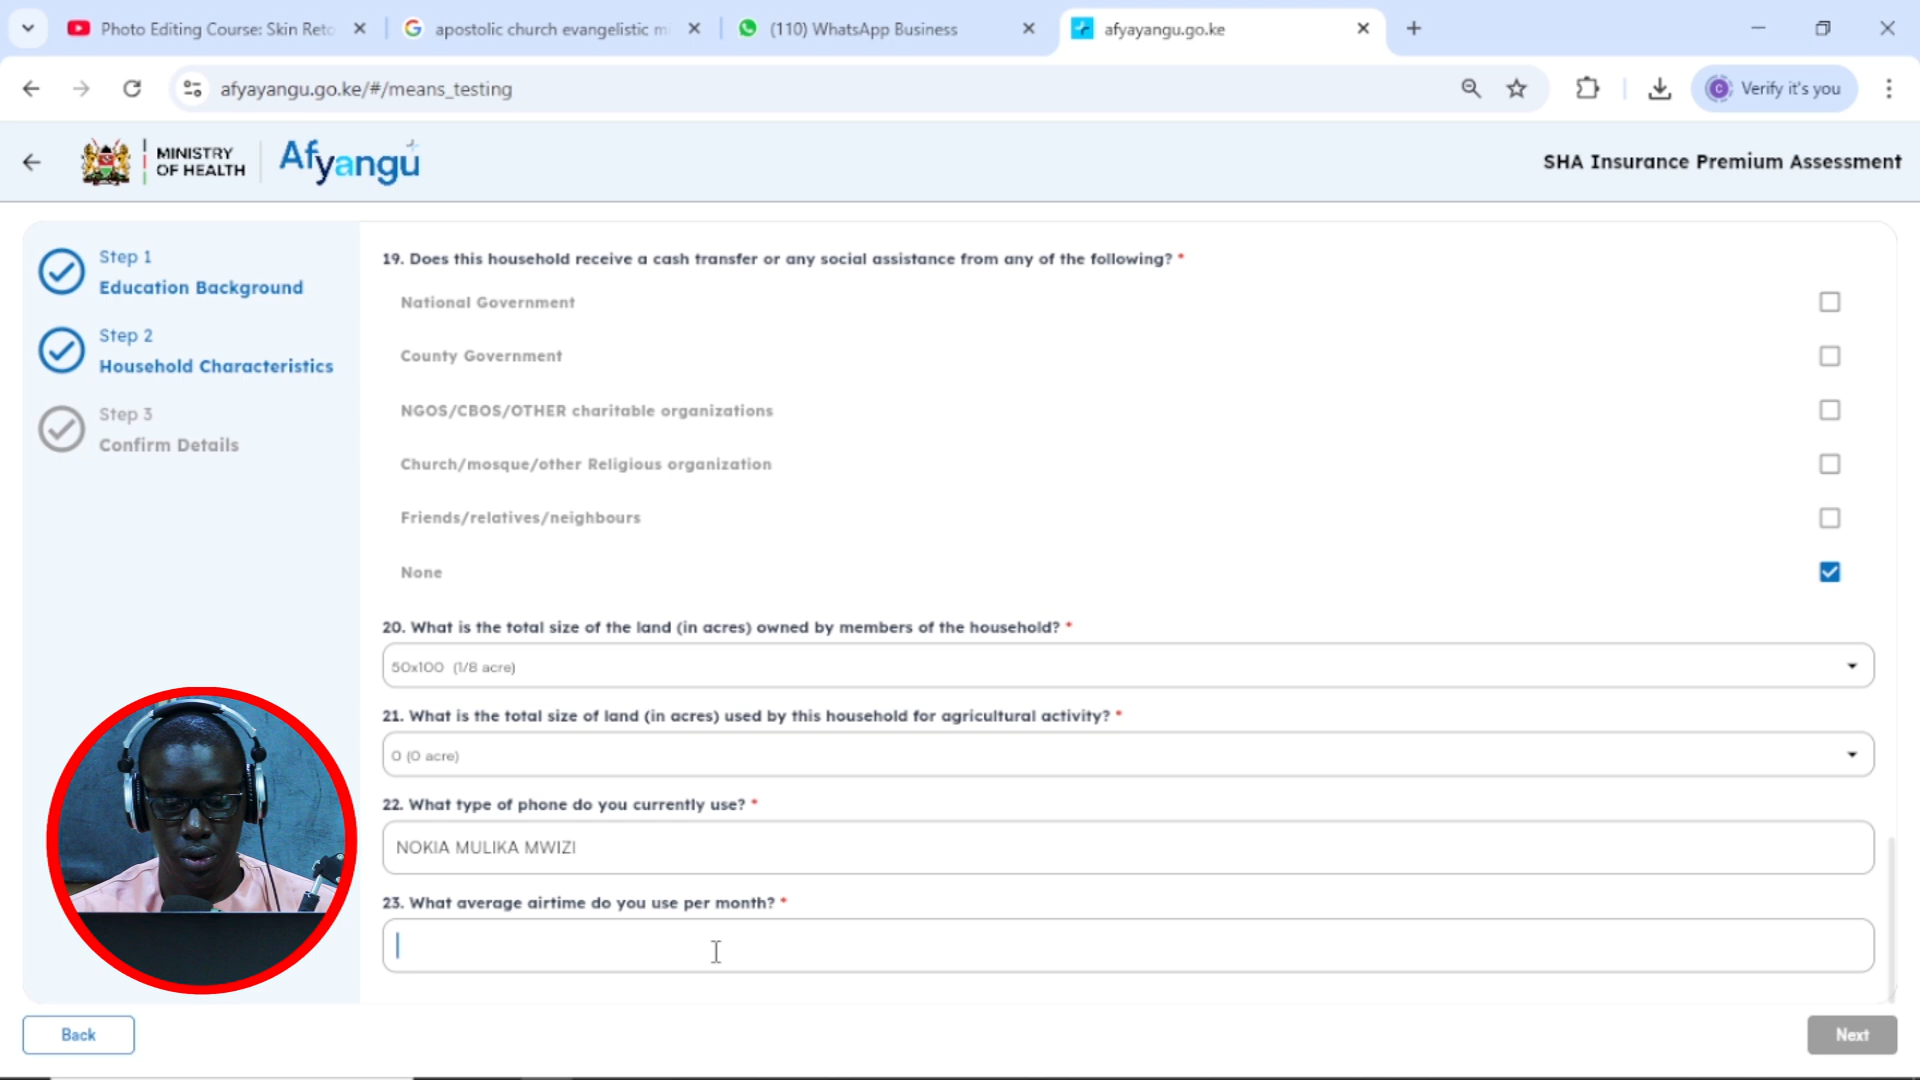 Photo Editing Course: Skin Reto
apostolic church evangelistic mi
(110) WhatsApp Business
afyayangu.go.ke
afyayangu.go.ke/#/means_testing
C
Verify it's you
MINISTRY
OF HEALTH
Afyangu
SHA Insurance Premium Assessment
Step 1
Education Background
Step 2
Household Characteristics
Step 3
Confirm Details
19. Does this household receive a cash transfer or any social assistance from any of the following? *
National Government
County Government
NGOS/CBOS/OTHER charitable organizations
Church/mosque/other Religious organization
Friends/relatives/neighbours
None
20. What is the total size of the land (in acres) owned by members of the household? *
50x100 (1/8 acre)
21. What is the total size of land (in acres) used by this household for agricultural activity? *
0 (0 acre)
22. What type of phone do you currently use? *
NOKIA MULIKA MWIZI
23. What average airtime do you use per month? *
Back
Next